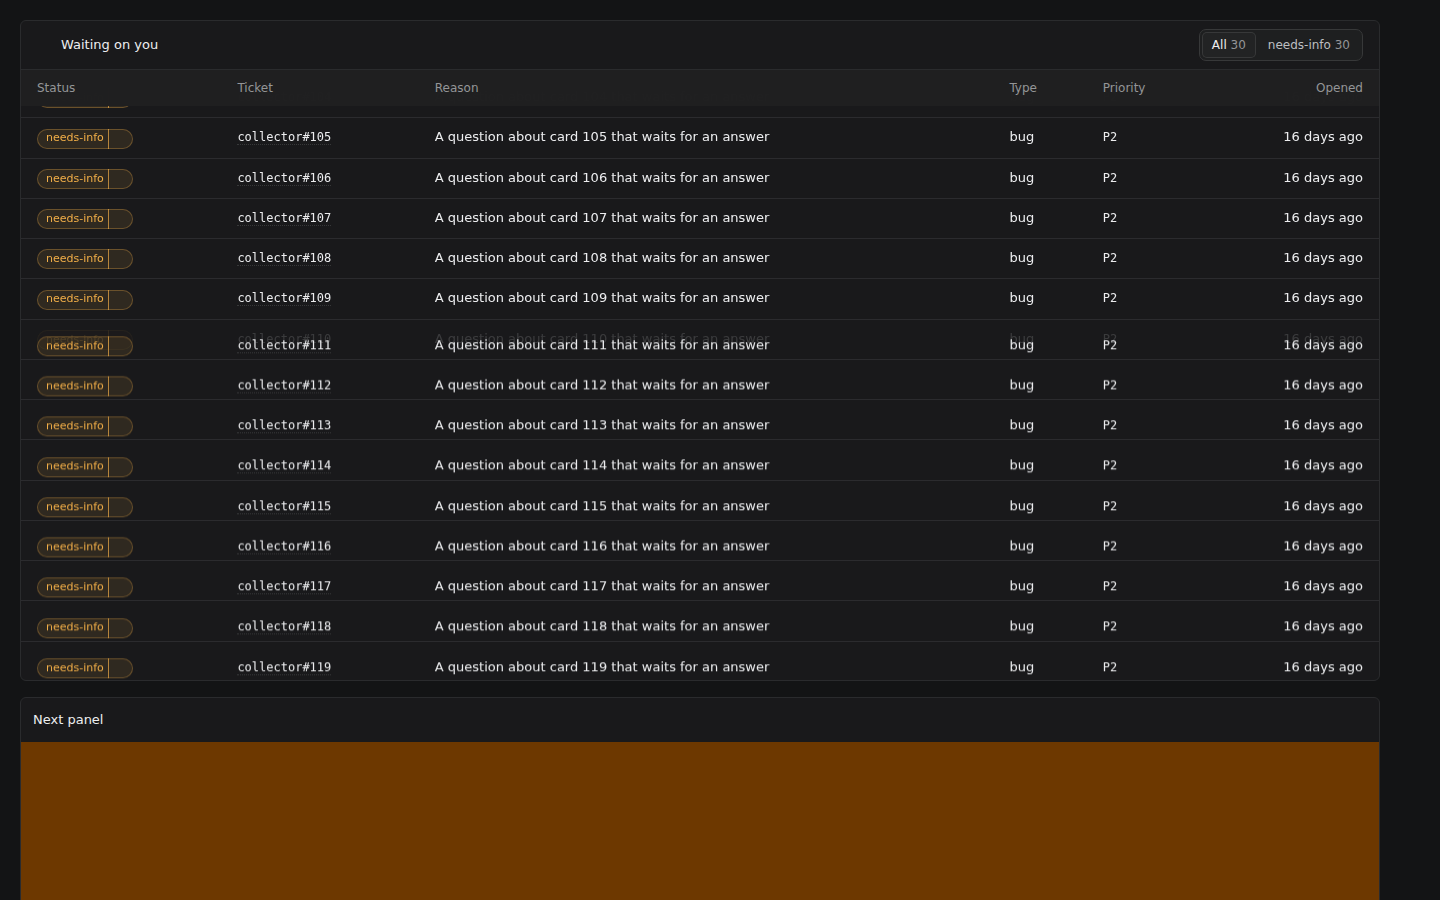 Waiting on you All 30 needs-info 30
Status Ticket Reason Type Priority Opened
needs-info collector#105 A question about card 105 that waits for an answer bug P2 16 days ago
needs-info collector#106 A question about card 106 that waits for an answer bug P2 16 days ago
needs-info collector#107 A question about card 107 that waits for an answer bug P2 16 days ago
needs-info collector#108 A question about card 108 that waits for an answer bug P2 16 days ago
needs-info collector#109 A question about card 109 that waits for an answer bug P2 16 days ago
needs-info collector#111 A question about card 111 that waits for an answer bug P2 16 days ago
needs-info collector#112 A question about card 112 that waits for an answer bug P2 16 days ago
needs-info collector#113 A question about card 113 that waits for an answer bug P2 16 days ago
needs-info collector#114 A question about card 114 that waits for an answer bug P2 16 days ago
needs-info collector#115 A question about card 115 that waits for an answer bug P2 16 days ago
needs-info collector#116 A question about card 116 that waits for an answer bug P2 16 days ago
needs-info collector#117 A question about card 117 that waits for an answer bug P2 16 days ago
needs-info collector#118 A question about card 118 that waits for an answer bug P2 16 days ago
needs-info collector#119 A question about card 119 that waits for an answer bug P2 16 days ago
Next panel